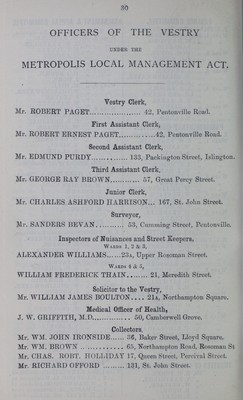 30
OFFICERS OF THE VESTRY
UNDER THE
METROPOLIS LOCAL MANAGEMENT ACT.
Vestry Clerk,
Mr. ROBERT PAGET.................... 42, Pentonville Road.
First Assistant Clerk,
Mr. ROBERT ERNEST PAGET............42, Pentonville Road.
Second Assistant Clerk,
Mr. EDMUND PURDY............ 133, Packington Street, Islington.
Third Assistant Clerk,
Mr. GEORGE RAY BROWN........... 57, Great Percy Street.
Junior Clerk,
Mr. CHARLES ASHFORD HARRISON... 167, St. John Street.
Surveyor,
Mr. SANDERS BEVAN........... 53, Cumming Street, Pentonville.
Inspectors of Nuisances and Street Keepers,
WARDS 1, 2 & 3,
ALEXANDER WILLIAMS......23A, Upper Rosoman Street.
WARDS 4 & 5,
WILLIAM FREDERICK THAIN........ 21, Meredith Street.
Solicitor to the Vestry,
Mr. WILLIAM JAMES BOULTON.... 21A, Northampton Square.
Medical Officer of Health,
J. W. GRIFFITH, M.D............... 50, Camberwell Grove.
Collectors,
Mr. WM. JOHN IRONSIDE...... 36, Baker Street, Lloyd Square.
Mr. WM. BROWN ............... 65, Northampton Road, Rosoman St
Mr. CHAS. ROBT. HOLLIDAY 17, Queen Street, Percival Street.
Mr. RICHARD OFFORD ........ 131, St. John Street.